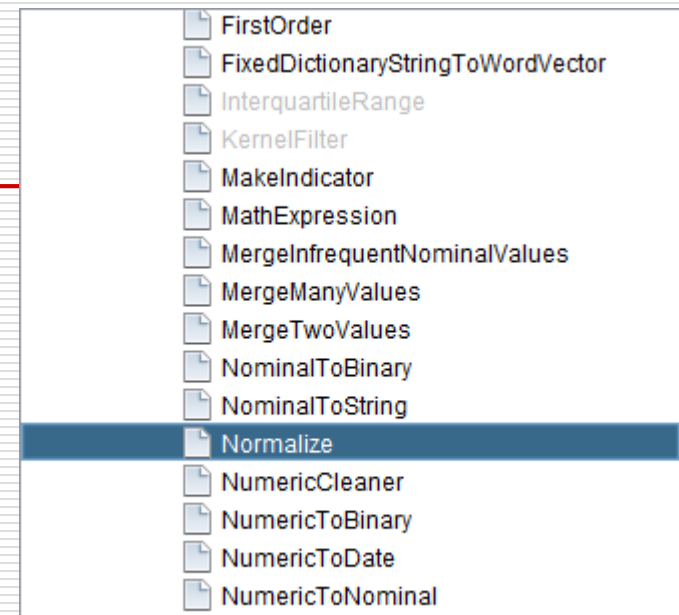 FirstOrder
FixedDictionaryStringToWordVector
InterquartileRange
KernelFilter
MakeIndicator
MathExpression
MergeInfrequentNominalValues
MergeManyValues
MergeTwoValues
NominalToBinary
NominalToString
Normalize
NumericCleaner
NumericToBinary
NumericToDate
NumericToNominal